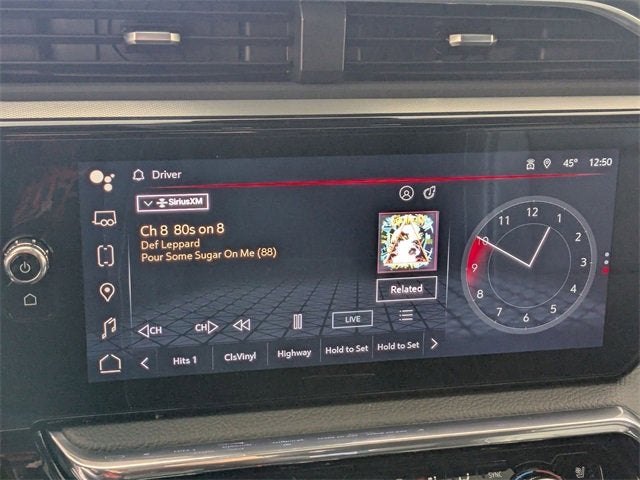 Driver
45° 12:50
SiriusXM
Ch 8 80s on 8
Def Leppard
Pour Some Sugar On Me (88)
Related
CH
CH
LIVE
Hits 1
ClsVinyl
Highway
Hold to Set
Hold to Set
12
1
2
3
4
5
6
7
8
9
10
11
SYNC